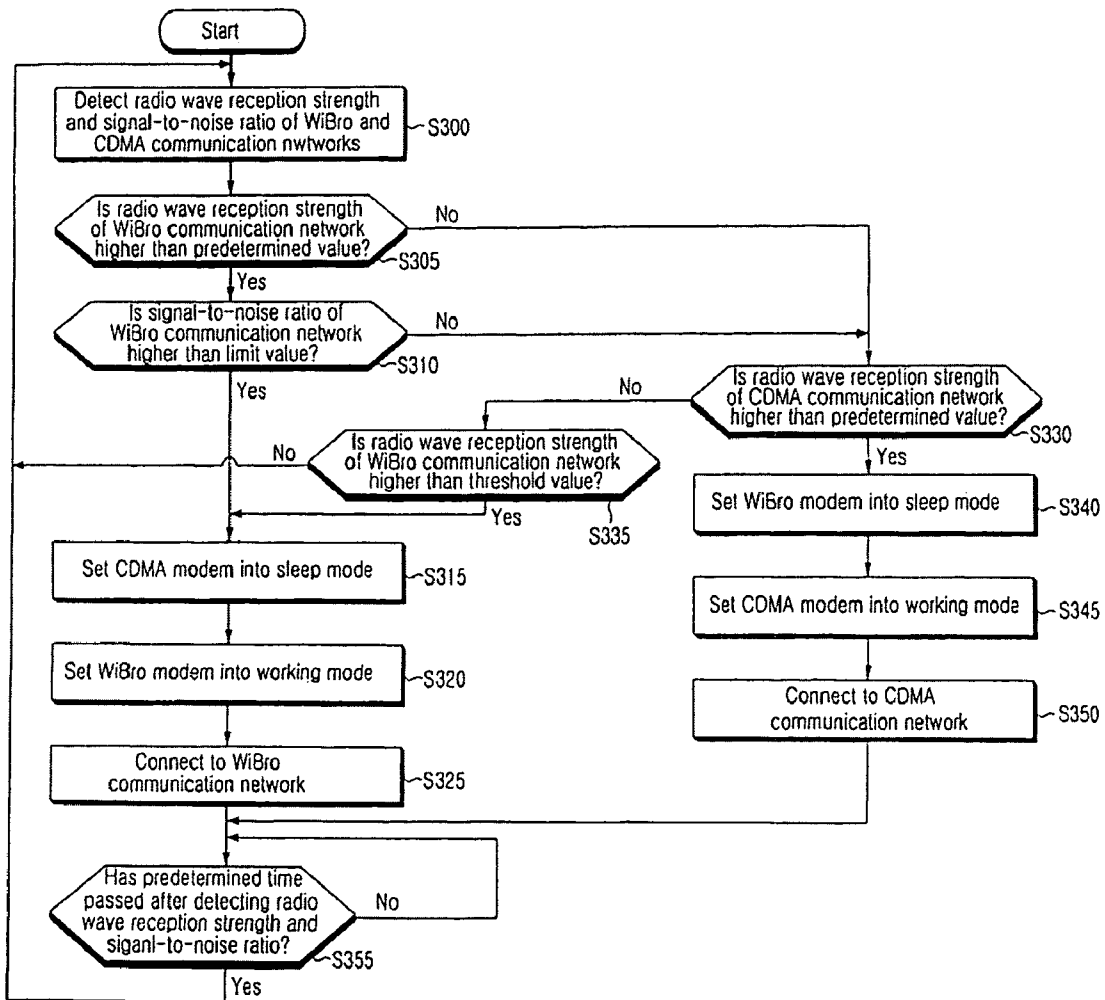 Start
Detect radio wave reception strength
and signal-to-noise ratio of WiBro and
CDMA communication nwtworks
S300
Is radio wave reception strength
of WiBro communication network
higher than predetermined value?
No
S305
Yes
Is signal-to-noise ratio of
WiBro communication network
higher than limit value?
No
S310
Yes
Is radio wave reception strength
of CDMA communication network
higher than predetermined value?
No
S330
Yes
Is radio wave reception strength
of WiBro communication network
higher than threshold value?
No
Yes
S335
Set WiBro modem into sleep mode
S340
Set CDMA modem into sleep mode
S315
Set CDMA modem into working mode
S345
Set WiBro modem into working mode
S320
Connect to CDMA
communication network
S350
Connect to WiBro
communication network
S325
Has predetermined time
passed after detecting radio
wave reception strength and
siganl-to-noise ratio?
No
S355
Yes